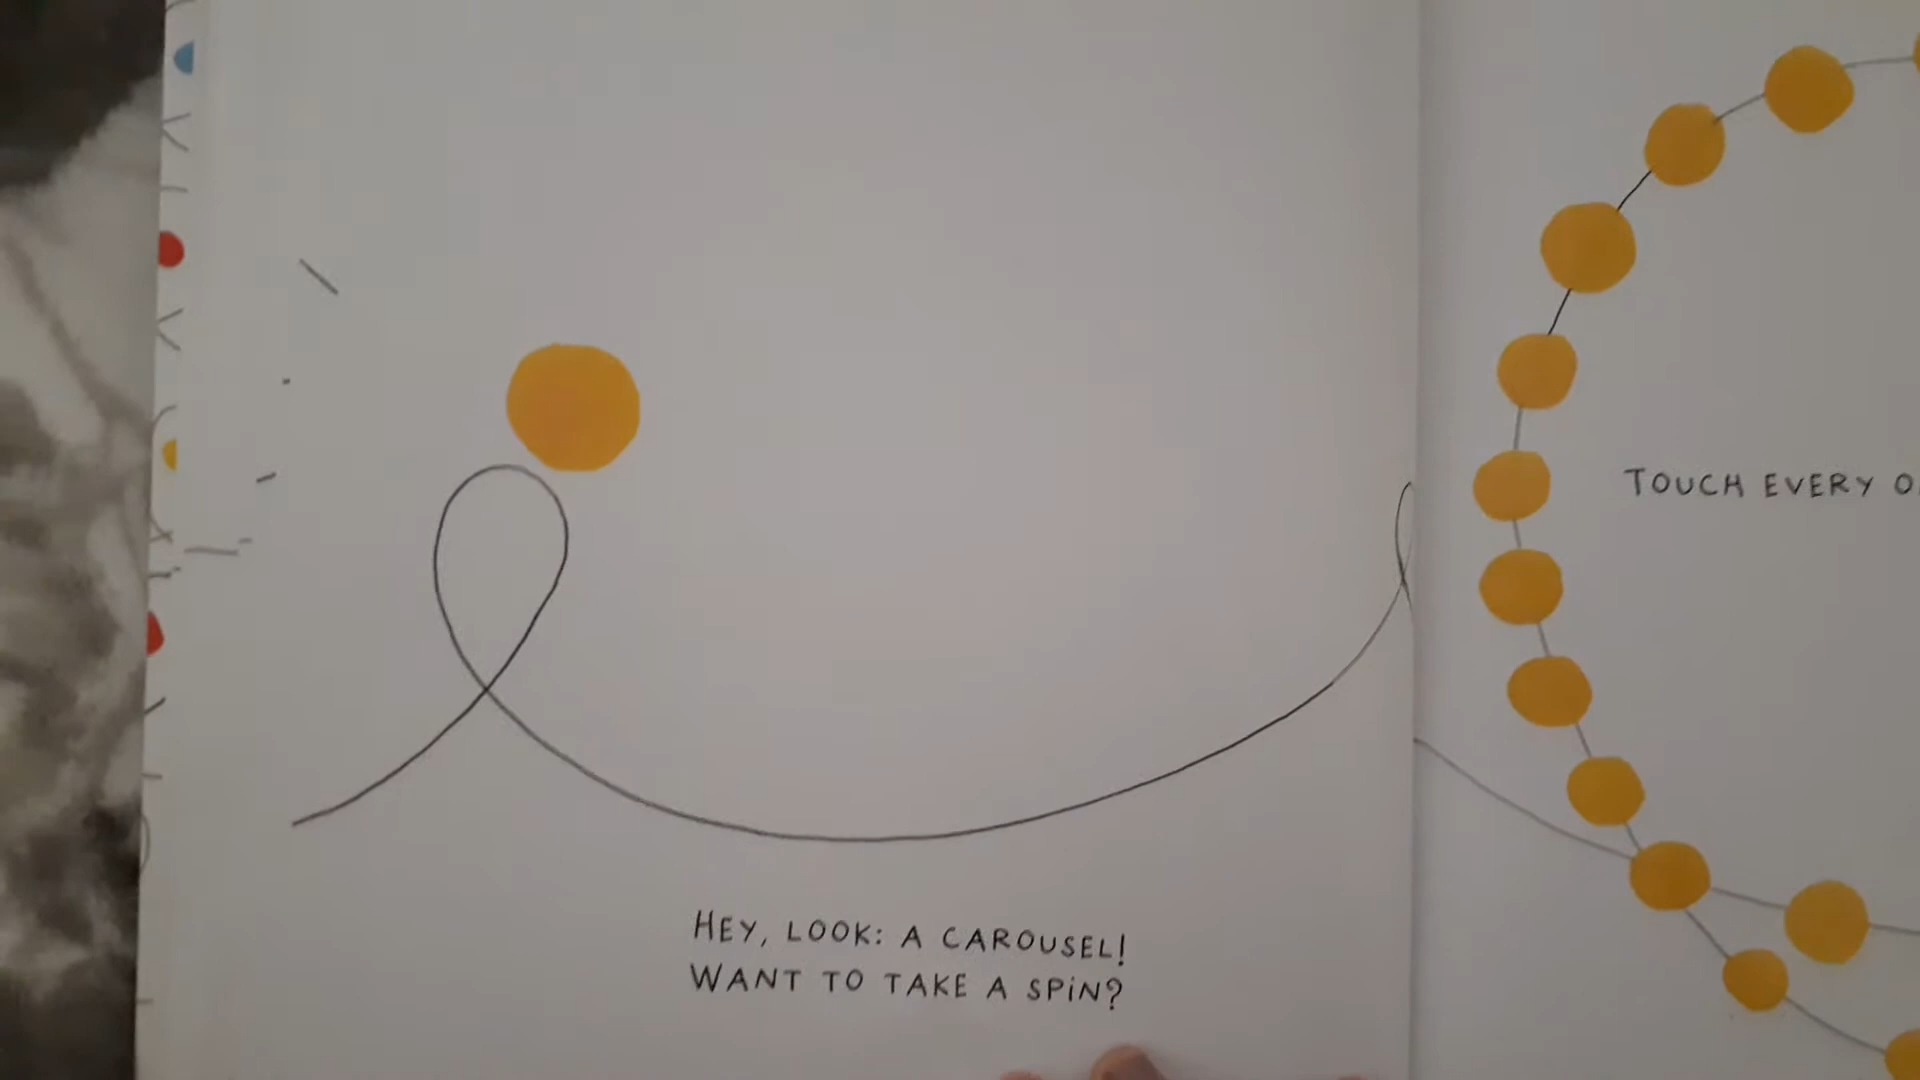 HEY, LOOK: A CAROUSEL!
WANT TO TAKE A SPiN?
TOUCH EVERY